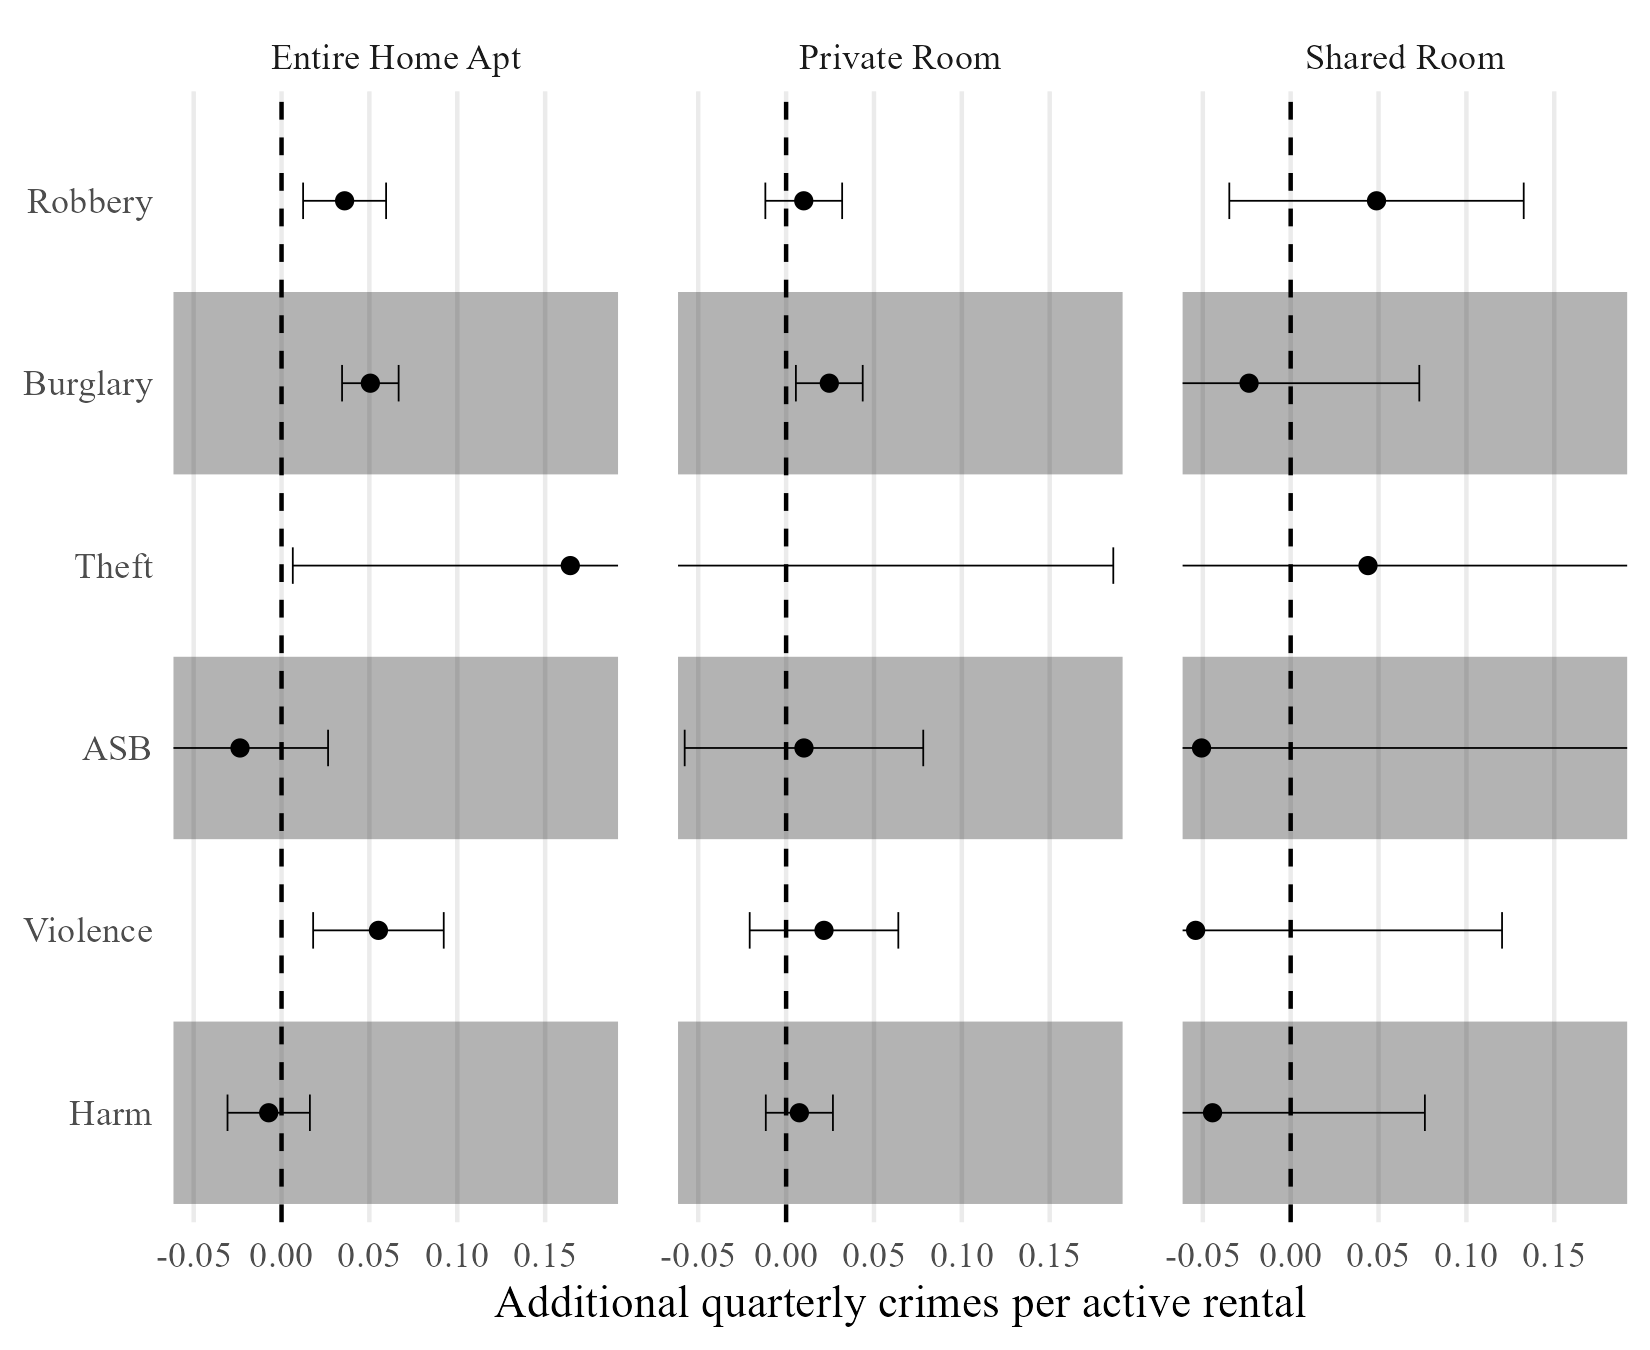 Entire Home Apt Private Room Shared Room
Robbery
Burglary
Theft
ASB
Violence
Harm
-0.05 0.00 0.05 0.10 0.15 -0.05 0.00 0.05 0.10 0.15 -0.05 0.00 0.05 0.10 0.15
Additional quarterly crimes per active rental